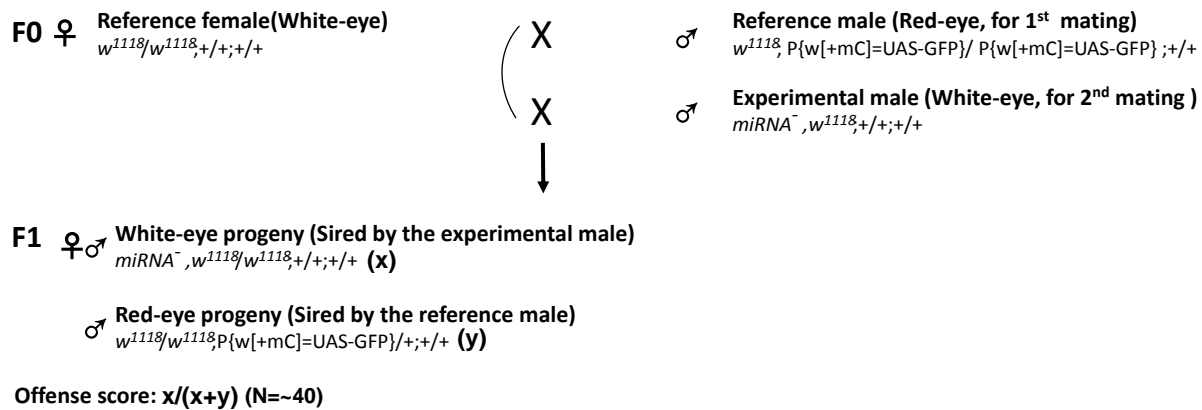 F0 ♀ Reference female(White-eye)
w1118/w1118;+/+;+/+
X
♂ Reference male (Red-eye, for 1st mating)
w1118; P{w[+mC]=UAS-GFP}/ P{w[+mC]=UAS-GFP} ;+/+
X
♂ Experimental male (White-eye, for 2nd mating )
miRNA- ,w1118;+/+;+/+
F1 ♀♂ White-eye progeny (Sired by the experimental male)
miRNA- ,w1118/w1118;+/+;+/+ (x)
♂ Red-eye progeny (Sired by the reference male)
w1118/w1118;P{w[+mC]=UAS-GFP}/+;+/+ (y)
Offense score: x/(x+y) (N=~40)